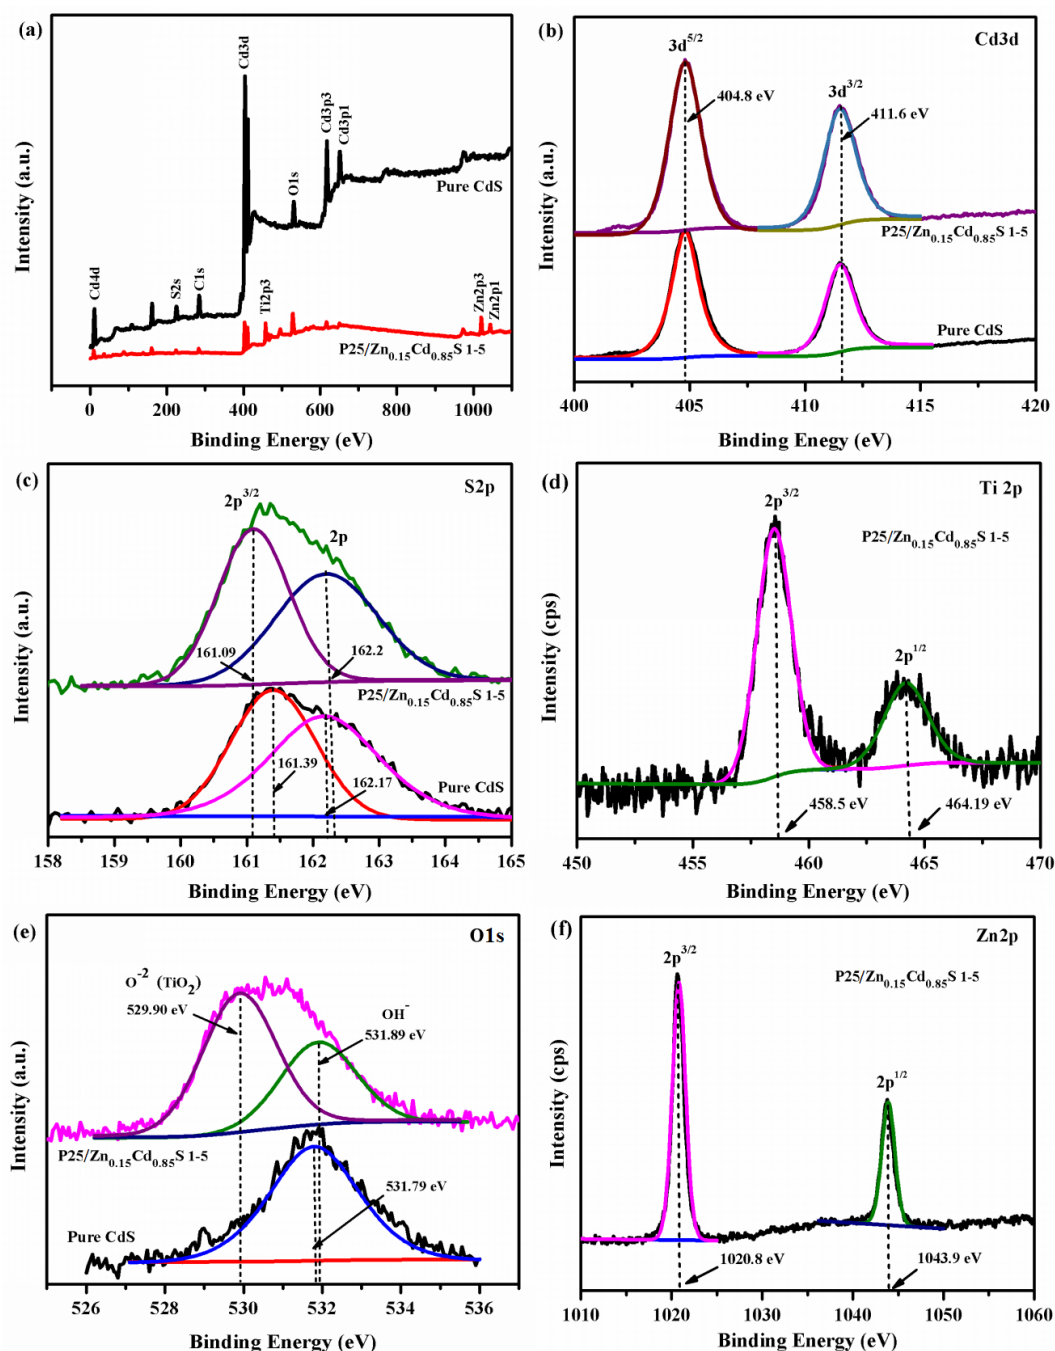 (a)
Cd4d
S2s
C1s
Cd3d
Ti2p3
O1s
Cd3p3
Cd3p1
Zn2p3
Zn2p1
Pure CdS
P25/Zn0.15Cd0.85S 1-5
Intensity (a.u.)
0 200 400 600 800 1000
Binding Energy (eV)
(b)
Cd3d
3d5/2
404.8 eV
3d3/2
411.6 eV
P25/Zn0.15Cd0.85S 1-5
Pure CdS
Intensity (a.u.)
400 405 410 415 420
Binding Enegy (eV)
(c)
S2p
2p3/2
2p
161.09
162.2
P25/Zn0.15Cd0.85S 1-5
161.39
162.17
Pure CdS
Intensity (a.u.)
158 159 160 161 162 163 164 165
Binding Energy (eV)
(d)
Ti 2p
2p3/2
P25/Zn0.15Cd0.85S 1-5
2p1/2
458.5 eV
464.19 eV
Intensity (cps)
450 455 460 465 470
Binding Energy (eV)
(e)
O1s
O-2 (TiO2)
529.90 eV
OH-
531.89 eV
P25/Zn0.15Cd0.85S 1-5
531.79 eV
Pure CdS
Intensity (a.u.)
526 528 530 532 534 536
Binding Energy (eV)
(f)
Zn2p
2p3/2
P25/Zn0.15Cd0.85S 1-5
2p1/2
1020.8 eV
1043.9 eV
Intensity (cps)
1010 1020 1030 1040 1050 1060
Binding Energy (eV)